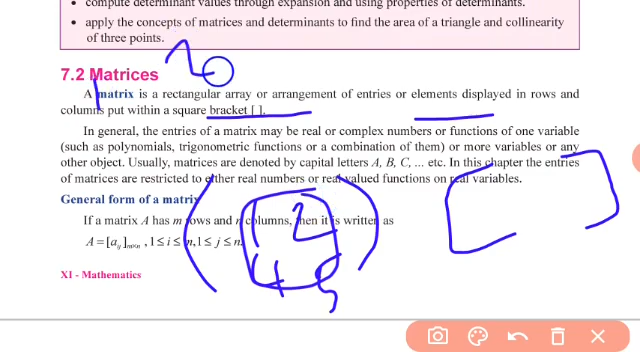 • compute determinant values through expansion and using properties of determinants.
• apply the concepts of matrices and determinants to find the area of a triangle and collinearity
of three points.
7.2 Matrices
A matrix is a rectangular array or arrangement of entries or elements displayed in rows and
columns put within a square bracket [ ].
In general, the entries of a matrix may be real or complex numbers or functions of one variable
(such as polynomials, trigonometric functions or a combination of them) or more variables or any
other object. Usually, matrices are denoted by capital letters A, B, C, ... etc. In this chapter the entries
of matrices are restricted to either real numbers or real valued functions on real variables.
General form of a matrix
If a matrix A has m rows and n columns, then it is written as
A = [a_ij]_m×n , 1 ≤ i ≤ m, 1 ≤ j ≤ n.
1 2
4 5
XI - Mathematics